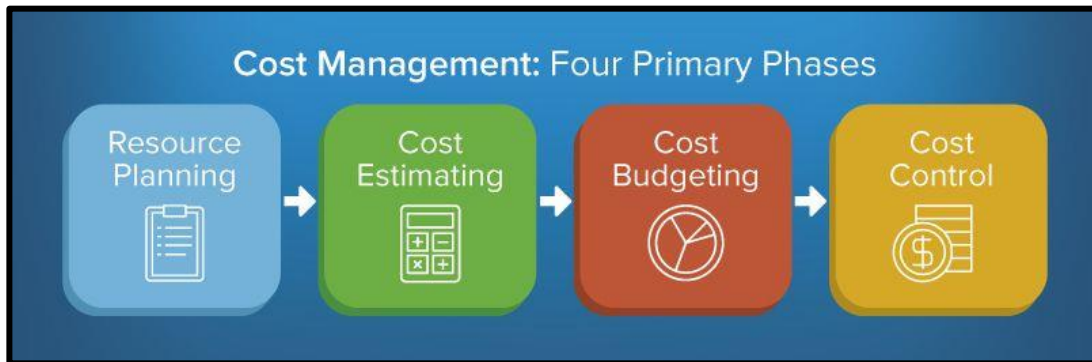 Cost Management: Four Primary Phases
Resource
Planning
Cost
Estimating
Cost
Budgeting
Cost
Control
$